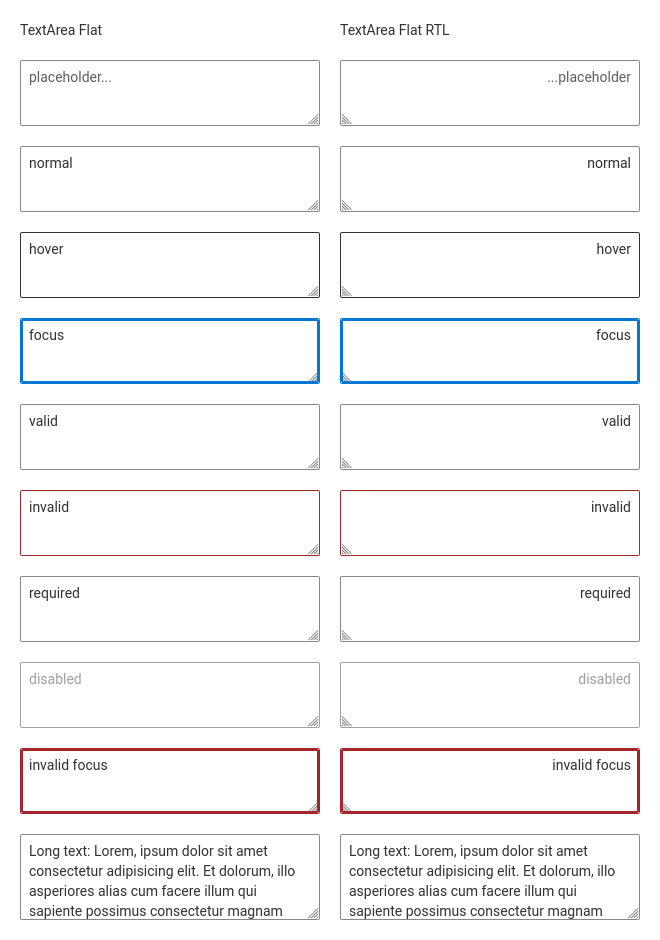 TextArea Flat
TextArea Flat RTL
placeholder...
...placeholder
normal
normal
hover
hover
focus
focus
valid
valid
invalid
invalid
required
required
disabled
disabled
invalid focus
invalid focus
Long text: Lorem, ipsum dolor sit amet
consectetur adipisicing elit. Et dolorum, illo
asperiores alias cum facere illum qui
sapiente possimus consectetur magnam
Long text: Lorem, ipsum dolor sit amet
consectetur adipisicing elit. Et dolorum, illo
asperiores alias cum facere illum qui
sapiente possimus consectetur magnam